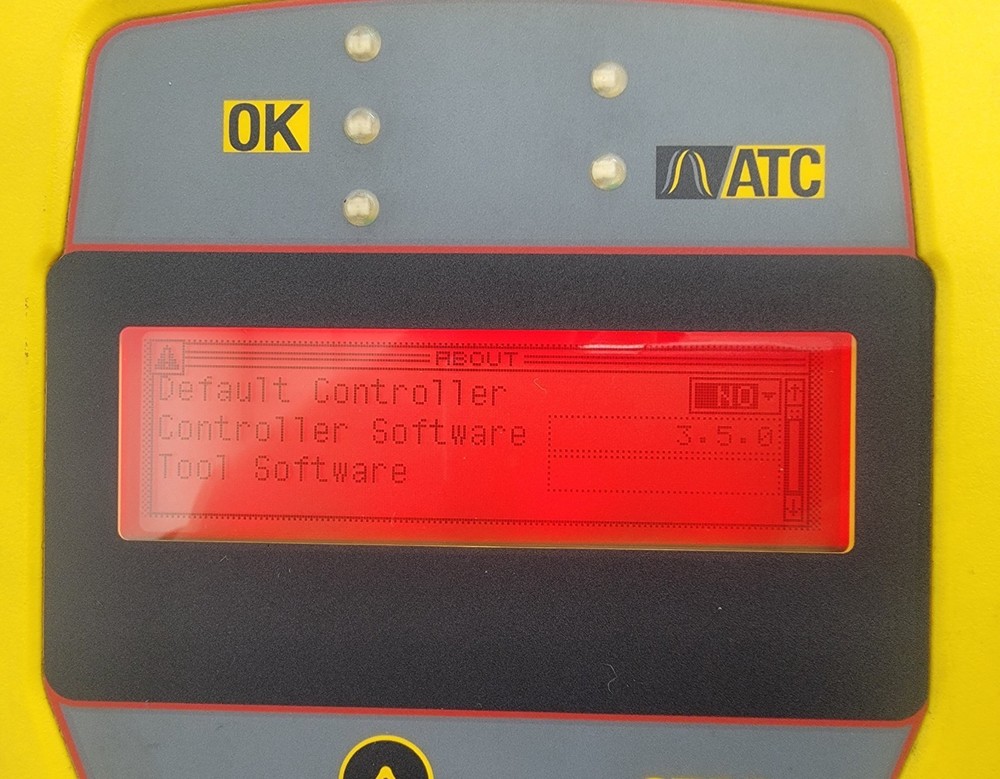 OK
ATC
ABOUT
Default Controller NO
Controller Software 3.5.0
Tool Software